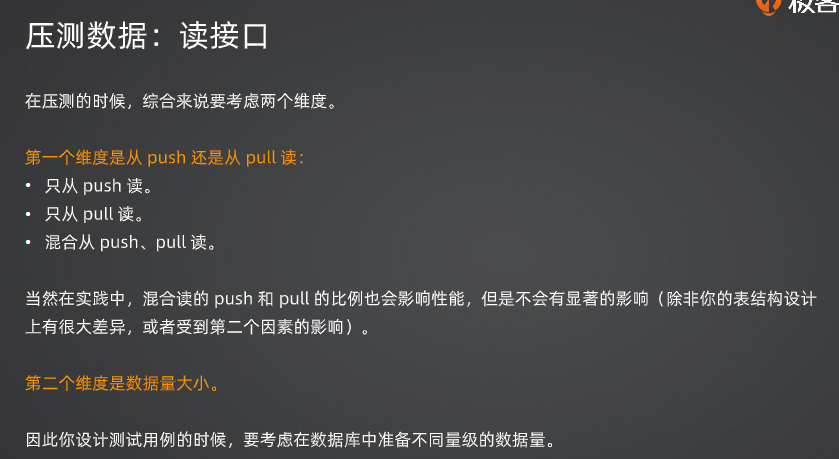 压测数据：读接口
在压测的时候，综合来说要考虑两个维度。
第一个维度是从 push 还是从 pull 读：
• 只从 push 读。
• 只从 pull 读。
• 混合从 push、pull 读。
当然在实践中，混合读的 push 和 pull 的比例也会影响性能，但是不会有显著的影响（除非你的表结构设计
上有很大差异，或者受到第二个因素的影响）。
第二个维度是数据量大小。
因此你设计测试用例的时候，要考虑在数据库中准备不同量级的数据量。